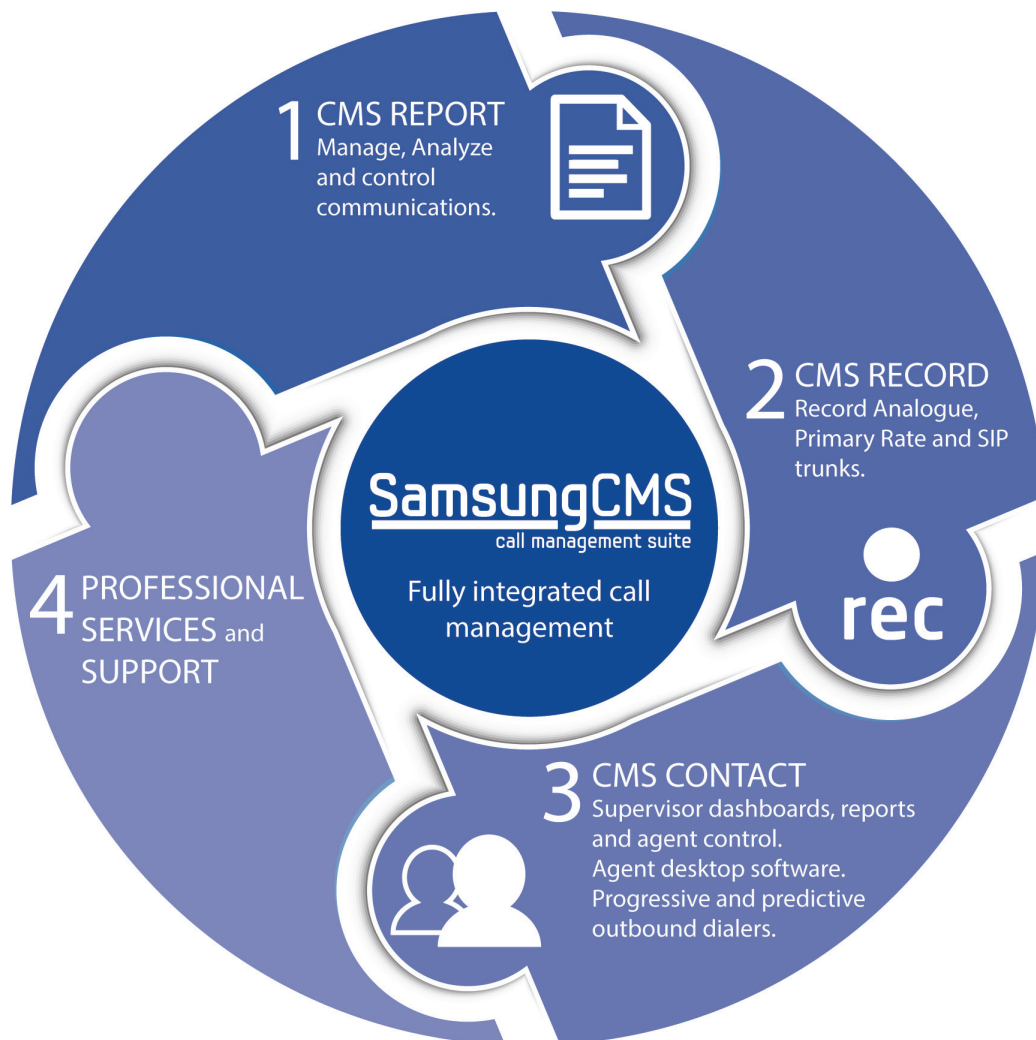 1 CMS REPORT
Manage, Analyze
and control
communications.
2 CMS RECORD
Record Analogue,
Primary Rate and SIP
trunks.
rec
SamsungCMS
call management suite
Fully integrated call
management
3 CMS CONTACT
Supervisor dashboards, reports
and agent control.
Agent desktop software.
Progressive and predictive
outbound dialers.
4 PROFESSIONAL
SERVICES and
SUPPORT